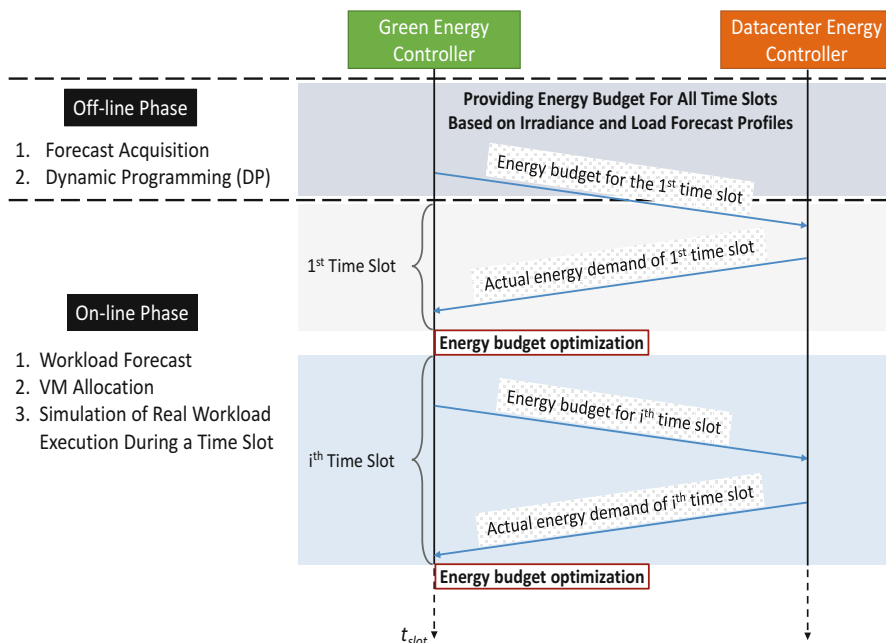 Green Energy
Controller
Datacenter Energy
Controller
Off-line Phase
1. Forecast Acquisition
2. Dynamic Programming (DP)
Providing Energy Budget For All Time Slots
Based on Irradiance and Load Forecast Profiles
Energy budget for the 1st time slot
1st Time Slot
Actual energy demand of 1st time slot
On-line Phase
1. Workload Forecast
2. VM Allocation
3. Simulation of Real Workload
Execution During a Time Slot
Energy budget optimization
Energy budget for ith time slot
ith Time Slot
Actual energy demand of ith time slot
Energy budget optimization
tslot